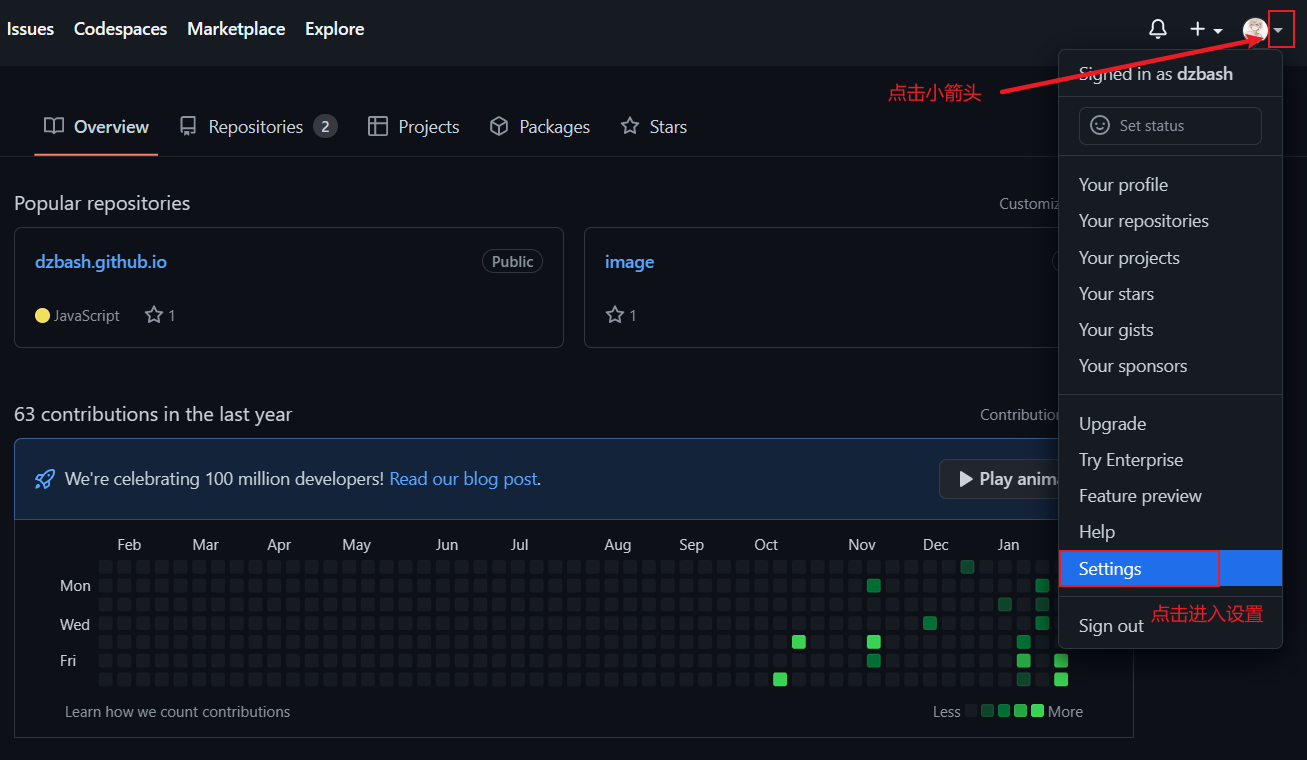 Issues Codespaces Marketplace Explore
点击小箭头
Signed in as dzbash
Set status
Overview Repositories 2 Projects Packages Stars
Your profile
Your repositories
Your projects
Your stars
Your gists
Your sponsors
Upgrade
Try Enterprise
Feature preview
Help
Settings
点击进入设置
Sign out
Popular repositories Customiz
dzbash.github.io Public
JavaScript 1
image
1
63 contributions in the last year Contribution
We're celebrating 100 million developers! Read our blog post. Play anima
Feb Mar Apr May Jun Jul Aug Sep Oct Nov Dec Jan
Mon
Wed
Fri
Learn how we count contributions Less More